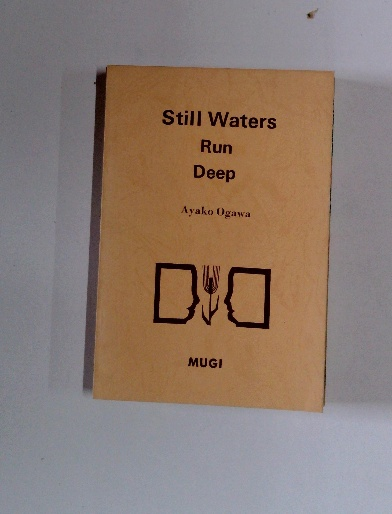 Still Waters
Run
Deep
Ayako Ogawa
MUGI